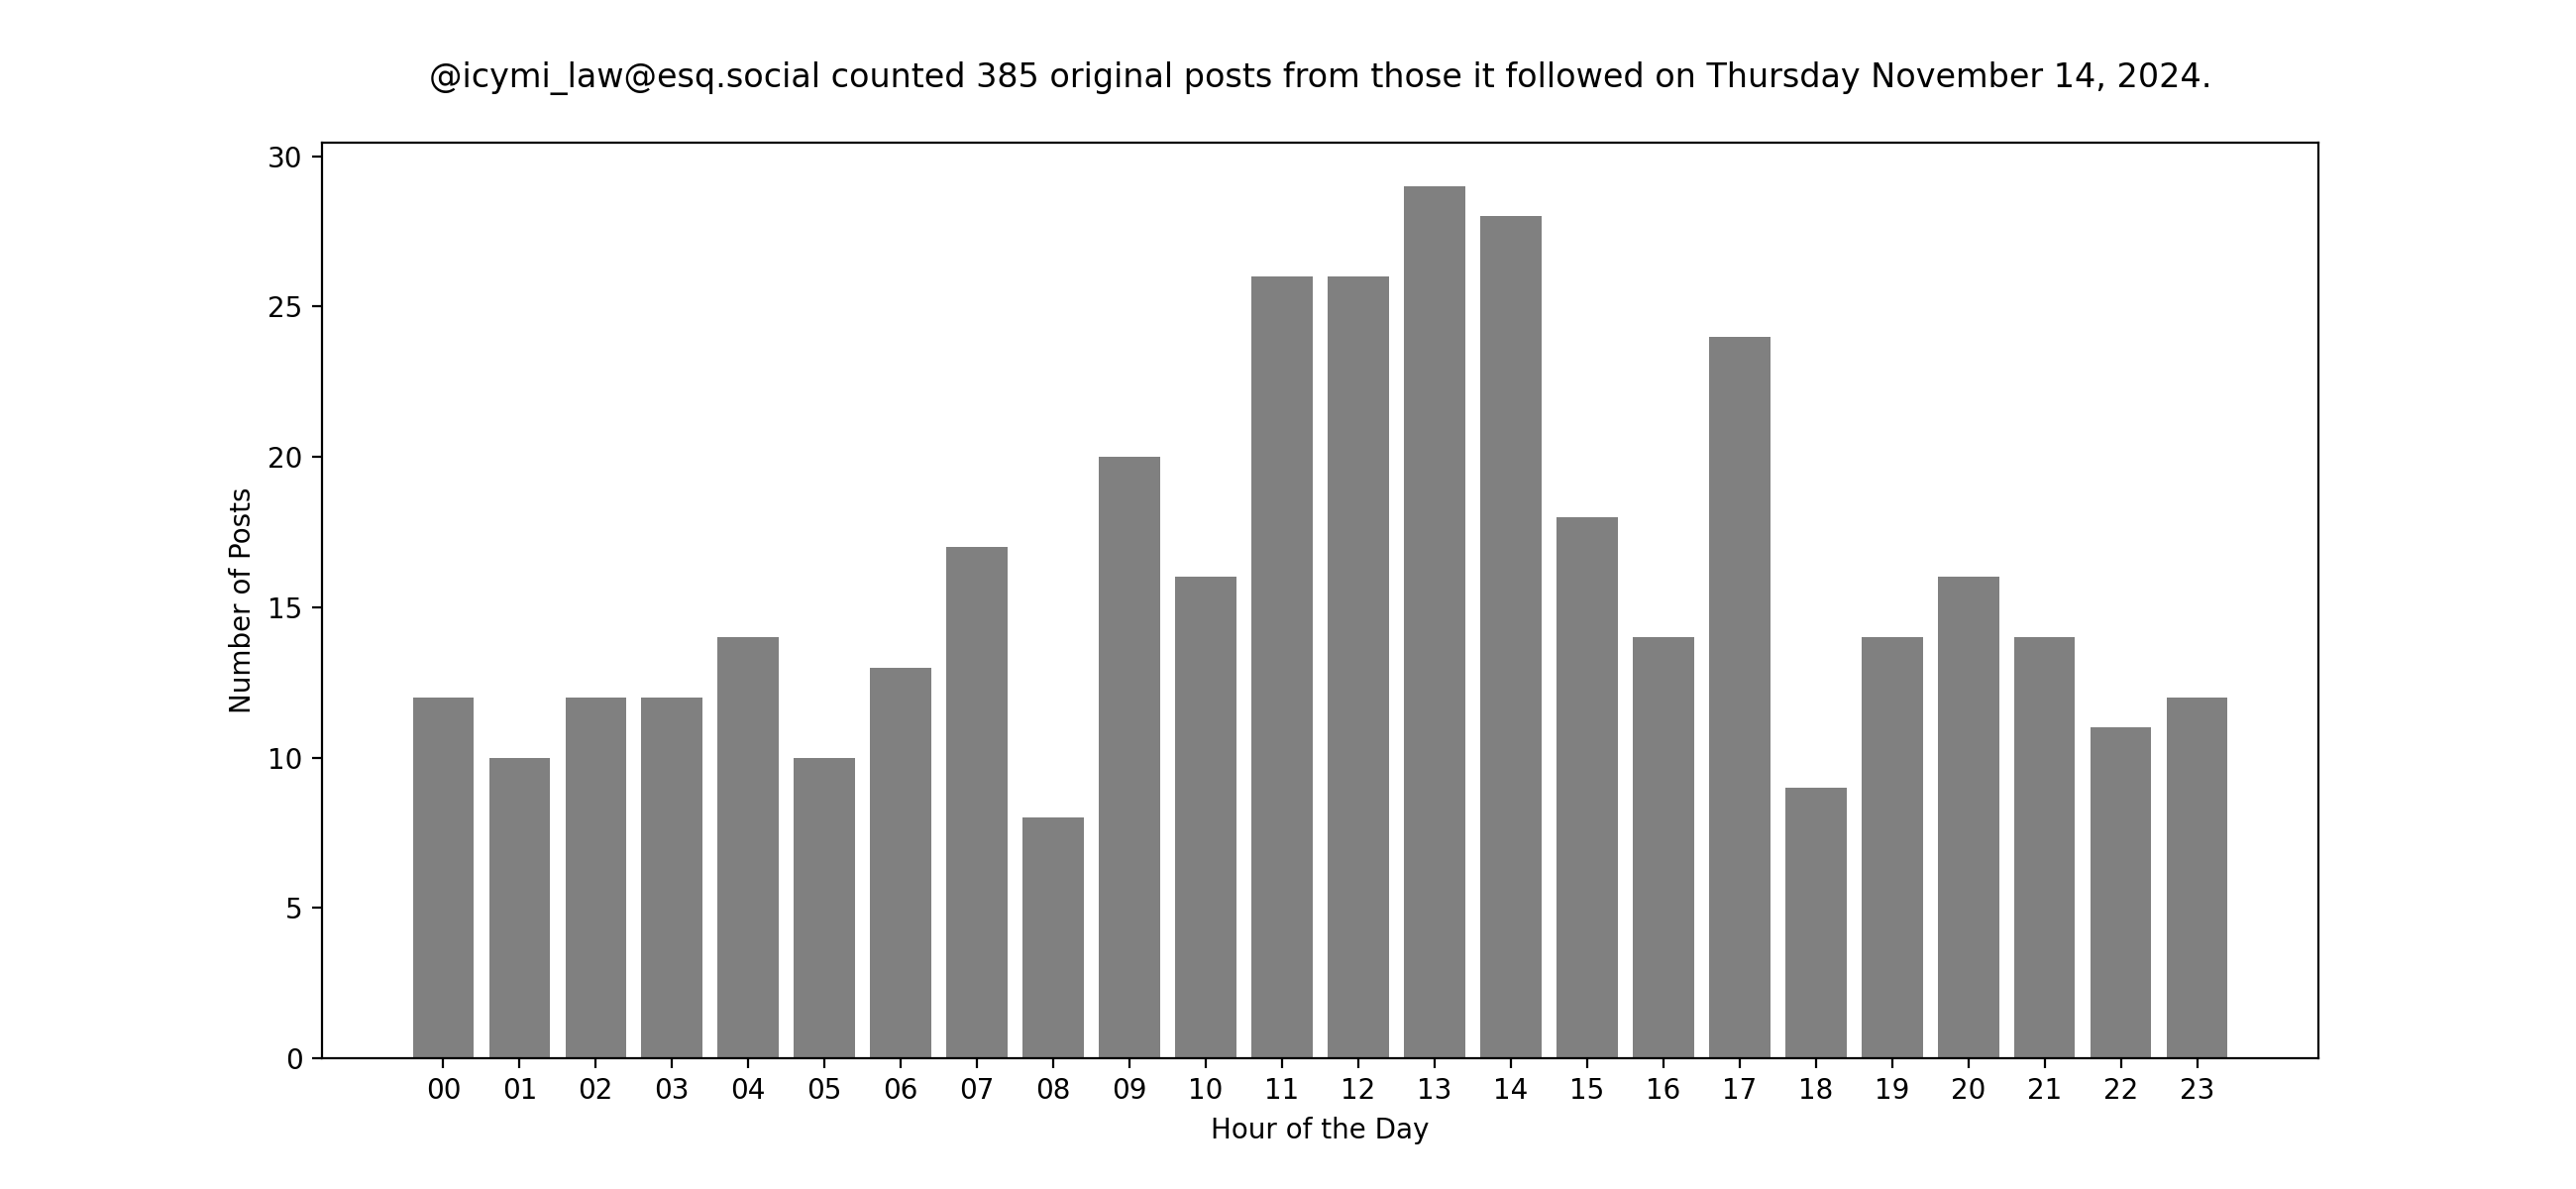 @icymi_law@esq.social counted 385 original posts from those it followed on Thursday November 14, 2024.
30
25
20
15
10
5
0
Number of Posts
00 01 02 03 04 05 06 07 08 09 10 11 12 13 14 15 16 17 18 19 20 21 22 23
Hour of the Day